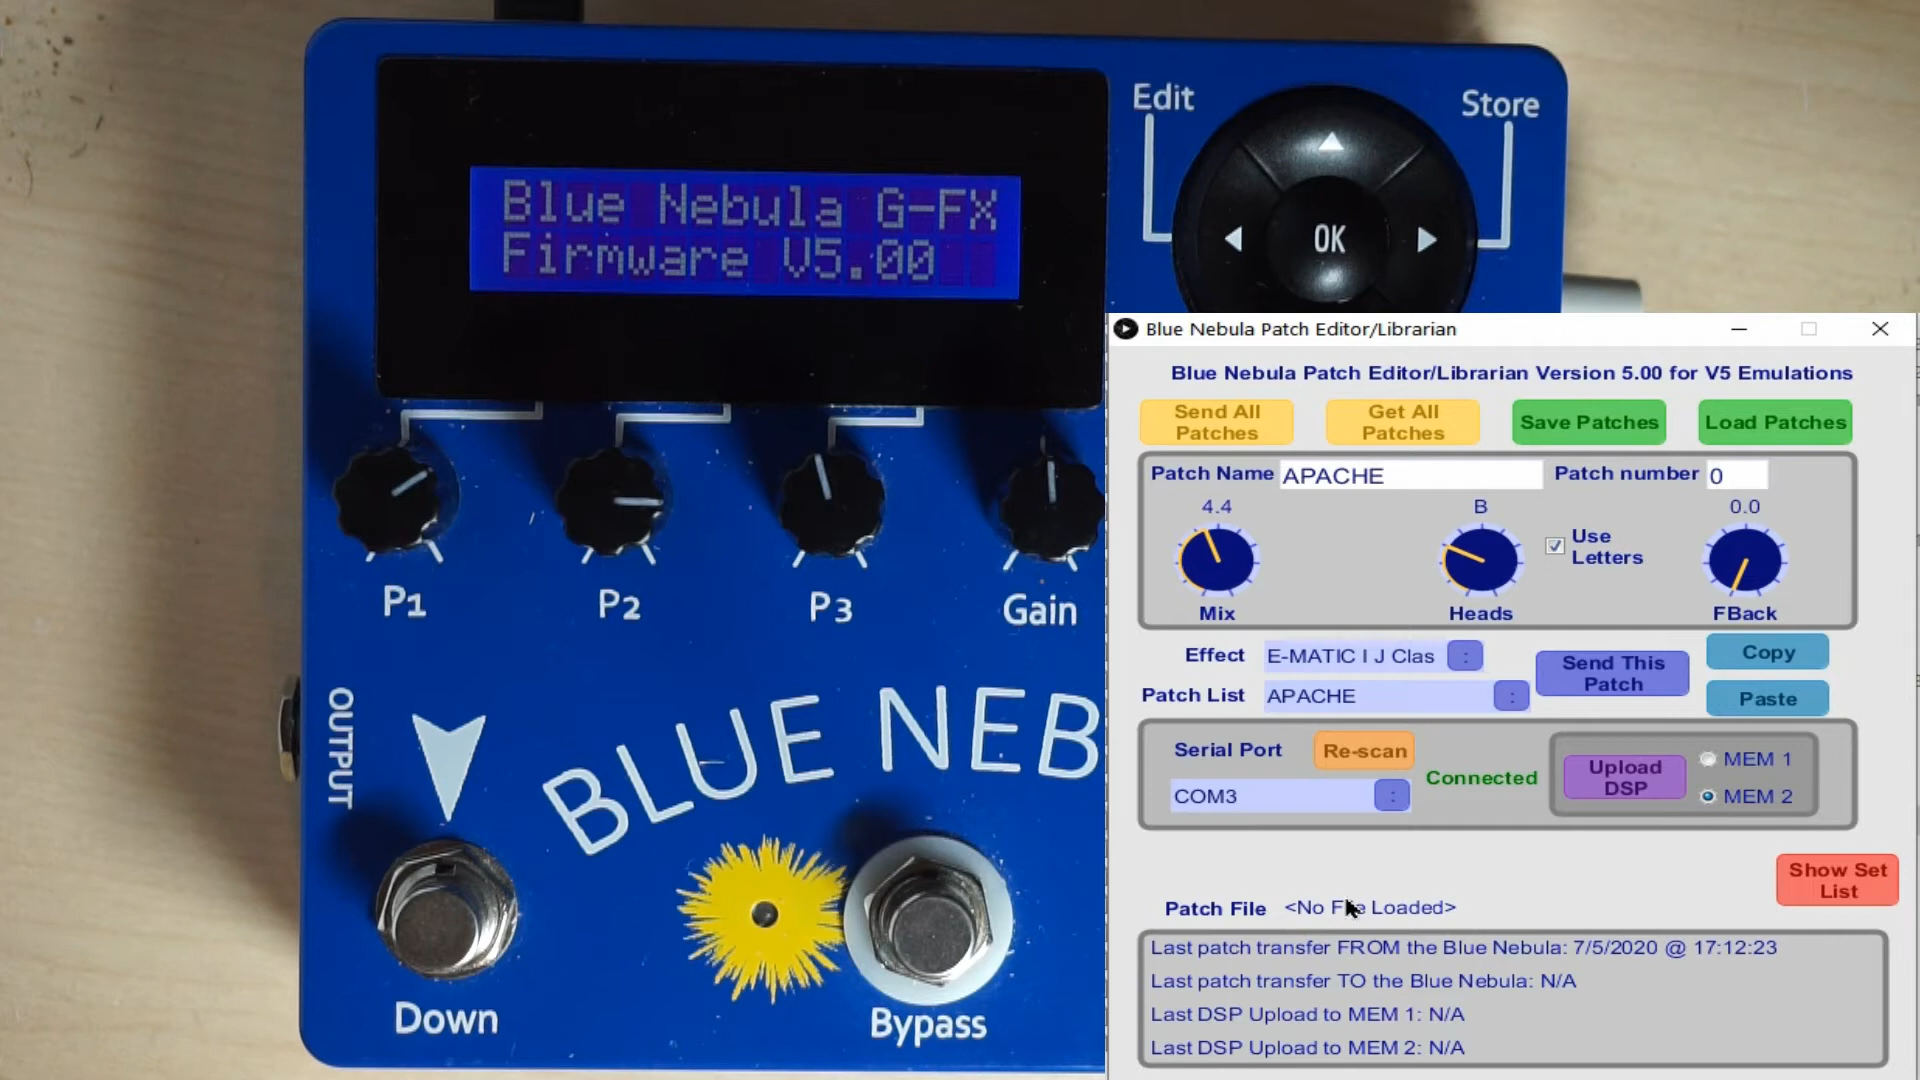 Edit
Store
OK
Blue Nebula G-FX
Firmware V5.00
P1
P2
P3
Gain
OUTPUT
BLUE NEB
Down
Bypass
Blue Nebula Patch Editor/Librarian
Blue Nebula Patch Editor/Librarian Version 5.00 for V5 Emulations
Send All
Patches
Get All
Patches
Save Patches
Load Patches
Patch Name APACHE
Patch number 0
4.4
B
0.0
Use
Letters
Mix
Heads
FBack
Effect E-MATIC I J Clas :
Send This
Patch
Copy
Patch List APACHE :
Paste
Serial Port
Re-scan
COM3 :
Connected
Upload
DSP
MEM 1
MEM 2
Show Set
List
Patch File <No File Loaded>
Last patch transfer FROM the Blue Nebula: 7/5/2020 @ 17:12:23
Last patch transfer TO the Blue Nebula: N/A
Last DSP Upload to MEM 1: N/A
Last DSP Upload to MEM 2: N/A